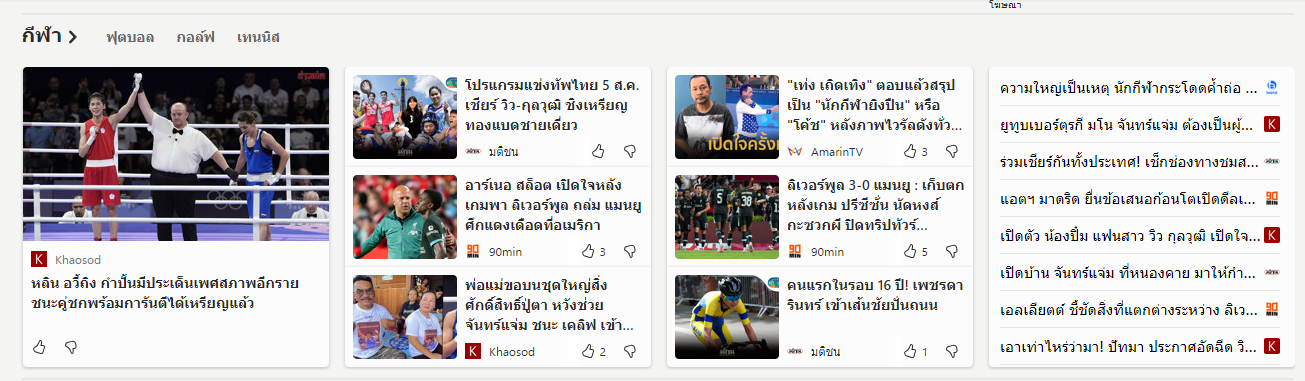 โฆษณา
กีฬา
ฟุตบอล กอล์ฟ เทนนิส
ข่าวสด
Khaosod
หลิน อวี้ถิง กำปั้นมีประเด็นเพศสภาพอีกราย
ชนะคู่ชกพร้อมการันตีได้เหรียญแล้ว
โปรแกรมแข่งทัพไทย 5 ส.ค.
เชียร์ วิว-กุลวุฒิ ชิงเหรียญ
ทองแบดชายเดี่ยว
มติชน
อาร์เนอ สล็อต เปิดใจหลัง
เกมพา ลิเวอร์พูล ถล่ม แมนยู
ศึกแดงเดือดที่อเมริกา
90min
3
พ่อแม่ขอบนชุดใหญ่สิ่ง
ศักดิ์สิทธิ์ปู่ตา หวังช่วย
จันทร์แจ่ม ชนะ เคลิฟ เข้า...
Khaosod
2
เปิดใจครั้ง
"เท่ง เถิดเทิง" ตอบแล้วสรุป
เป็น "นักกีฬายิงปืน" หรือ
"โค้ช" หลังภาพไวรัลดังทั่ว...
AmarinTV
3
ลิเวอร์พูล 3-0 แมนยู : เก็บตก
หลังเกม ปรีซีซั่น นัดหงส์
กะซวกผี ปิดทริปทัวร์...
90min
5
คนแรกในรอบ 16 ปี! เพชรดา
รินทร์ เข้าเส้นชัยปั่นถนน
มติชน
1
ความใหญ่เป็นเหตุ นักกีฬากระโดดค้ำถ่อ ...
ยูทูบเบอร์ตุรกี มโน จันทร์แจ่ม ต้องเป็นผู้...
ร่วมเชียร์กันทั้งประเทศ! เช็กช่องทางชมส...
แอตฯ มาดริด ยื่นข้อเสนอก่อนโตเปิดดีลเ...
เปิดตัว น้องปิ่ม แฟนสาว วิว กุลวุฒิ เปิดใจ...
เปิดบ้าน จันทร์แจ่ม ที่หนองคาย มาให้กำ...
เอลเลียตต์ ชี้ชัดสิ่งที่แตกต่างระหว่าง ลิเว...
เอาเท่าไหร่ว่ามา! ปัทมา ประกาศอัดฉีด วิ...